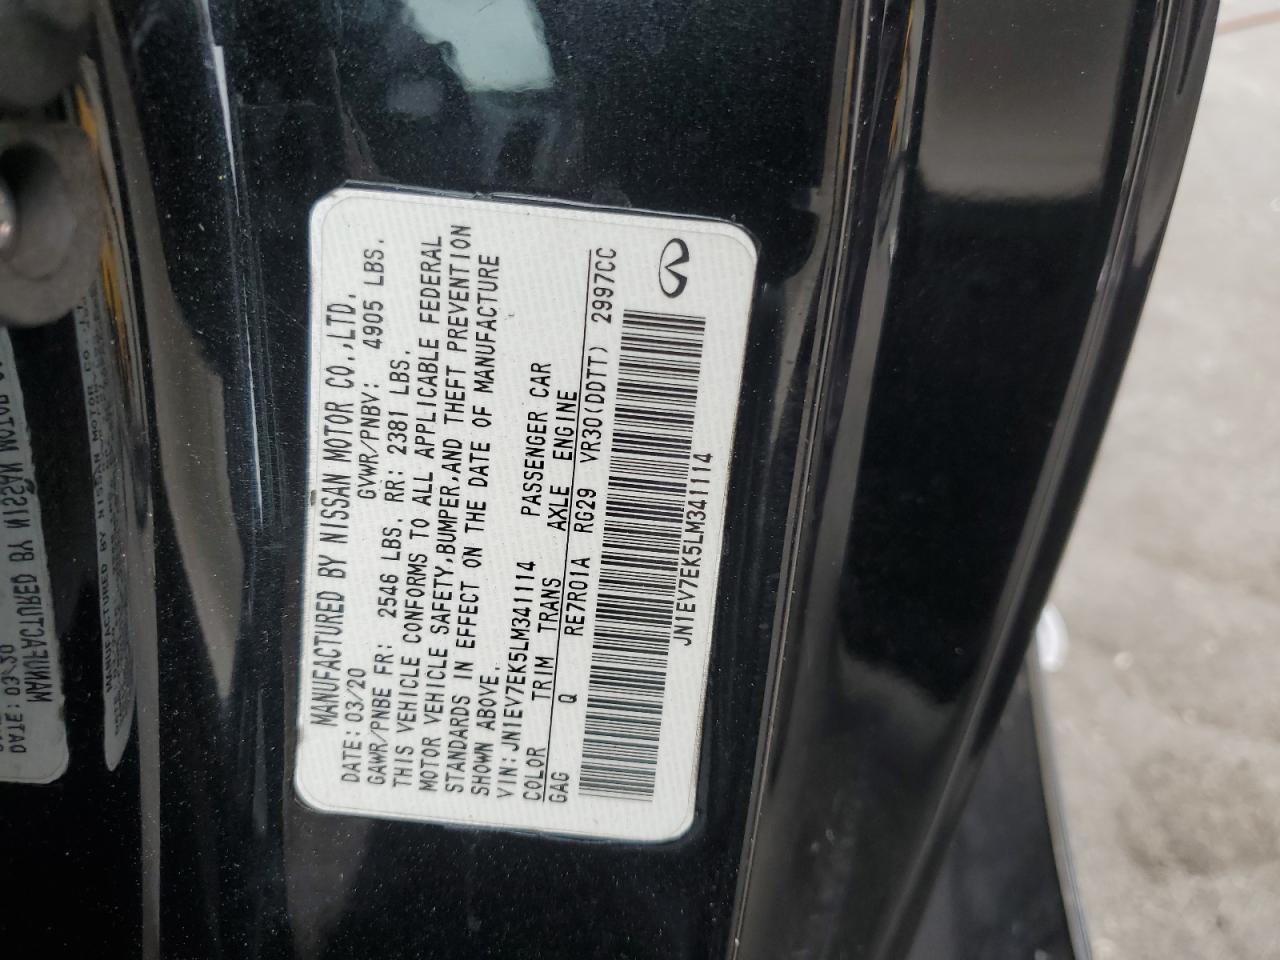 MANUFACTURED BY NISSAN MOTOR CO.,LTD.
DATE: 03/20 GVWR/PNBV: 4905 LBS.
GAWR/PNBE FR: 2546 LBS. RR: 2381 LBS.
THIS VEHICLE CONFORMS TO ALL APPLICABLE FEDERAL
MOTOR VEHICLE SAFETY,BUMPER,AND THEFT PREVENTION
STANDARDS IN EFFECT ON THE DATE OF MANUFACTURE
SHOWN ABOVE.
VIN: JN1EV7EK5LM341114 PASSENGER CAR
COLOR TRIM TRANS AXLE ENGINE
GAG Q RE7R01A RG29 VR30(DDTT) 2997CC
JN1EV7EK5LM341114